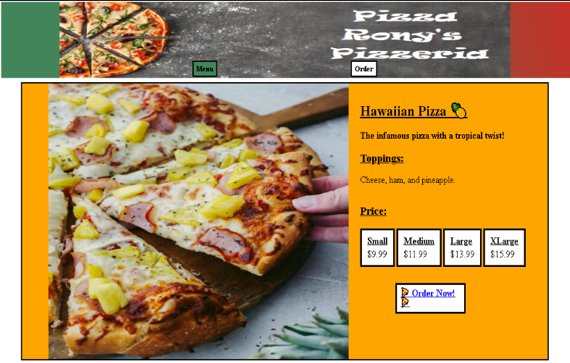 Pizza
Rony's
Pizzeria
Menu
Order
Hawaiian Pizza
The infamous pizza with a tropical twist!
Toppings:
Cheese, ham, and pineapple.
Price:
Small Medium Large XLarge
$9.99 $11.99 $13.99 $15.99
Order Now!